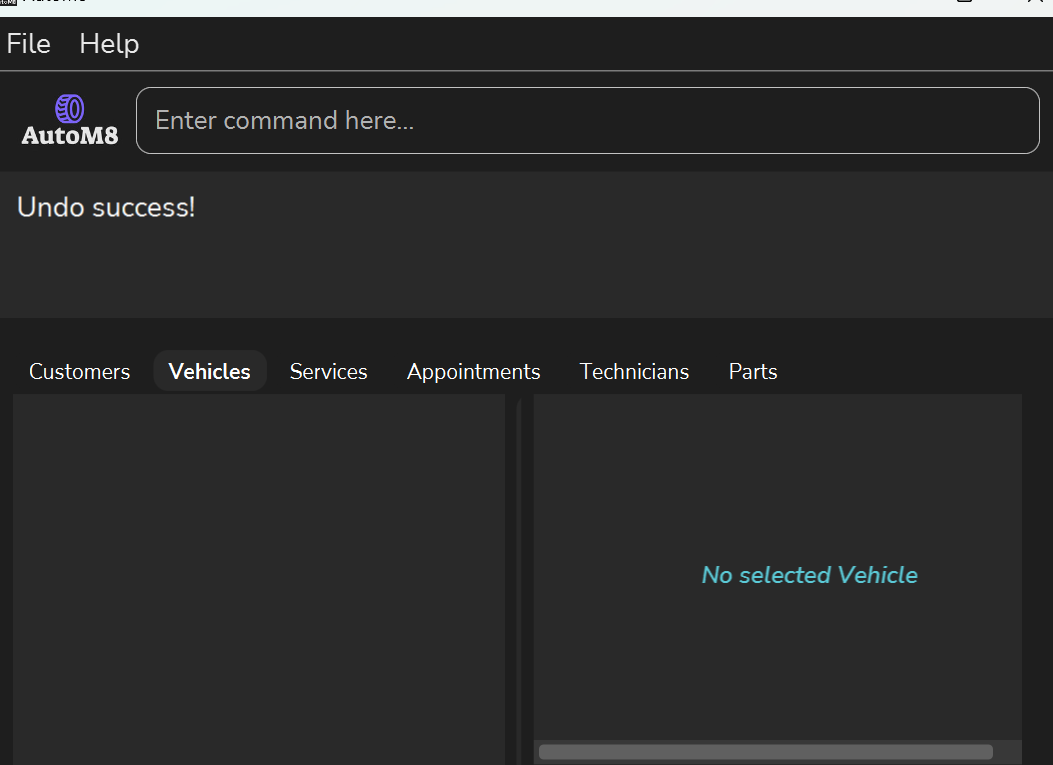 File Help
AutoM8
Enter command here...
Undo success!
Customers Vehicles Services Appointments Technicians Parts
No selected Vehicle